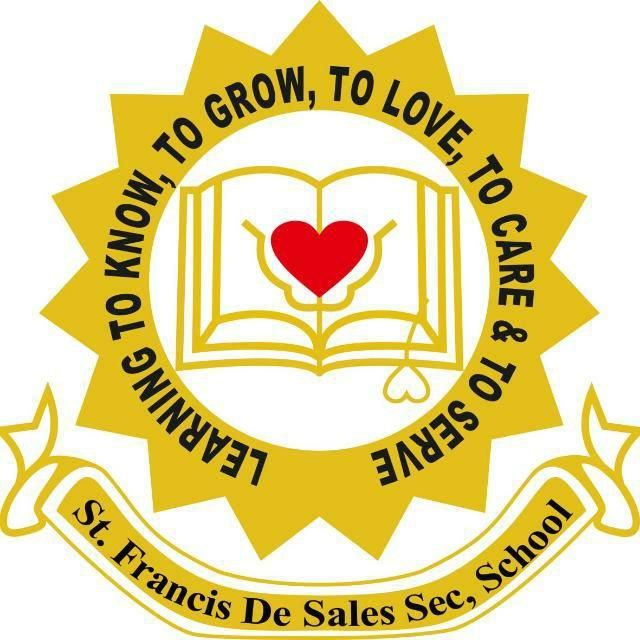 LEARNING TO KNOW, TO GROW, TO LOVE, TO CARE & TO SERVE
St. Francis De Sales Sec, School